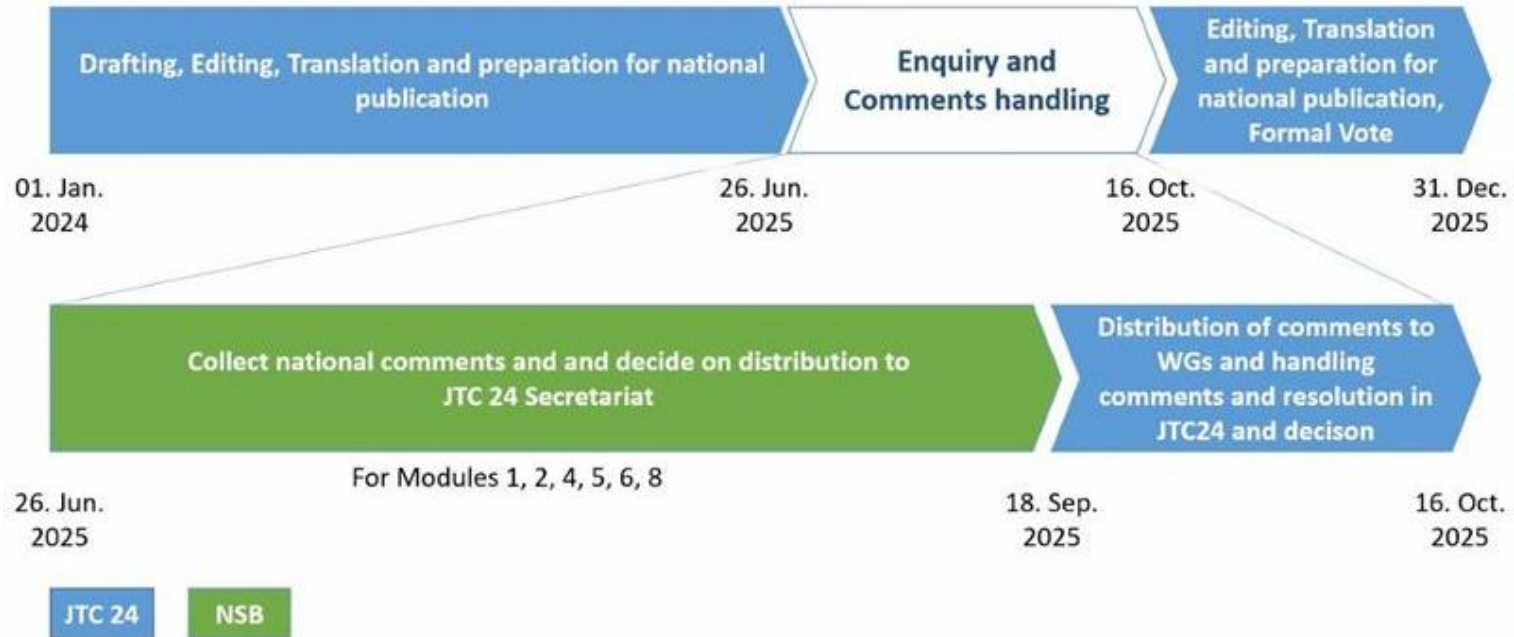 Drafting, Editing, Translation and preparation for national
publication
Enquiry and
Comments handling
Editing, Translation
and preparation for
national publication,
Formal Vote
01. Jan.
2024
26. Jun.
2025
16. Oct.
2025
31. Dec.
2025
Collect national comments and and decide on distribution to
JTC 24 Secretariat
Distribution of comments to
WGs and handling
comments and resolution in
JTC24 and decison
For Modules 1, 2, 4, 5, 6, 8
26. Jun.
2025
18. Sep.
2025
16. Oct.
2025
JTC 24
NSB